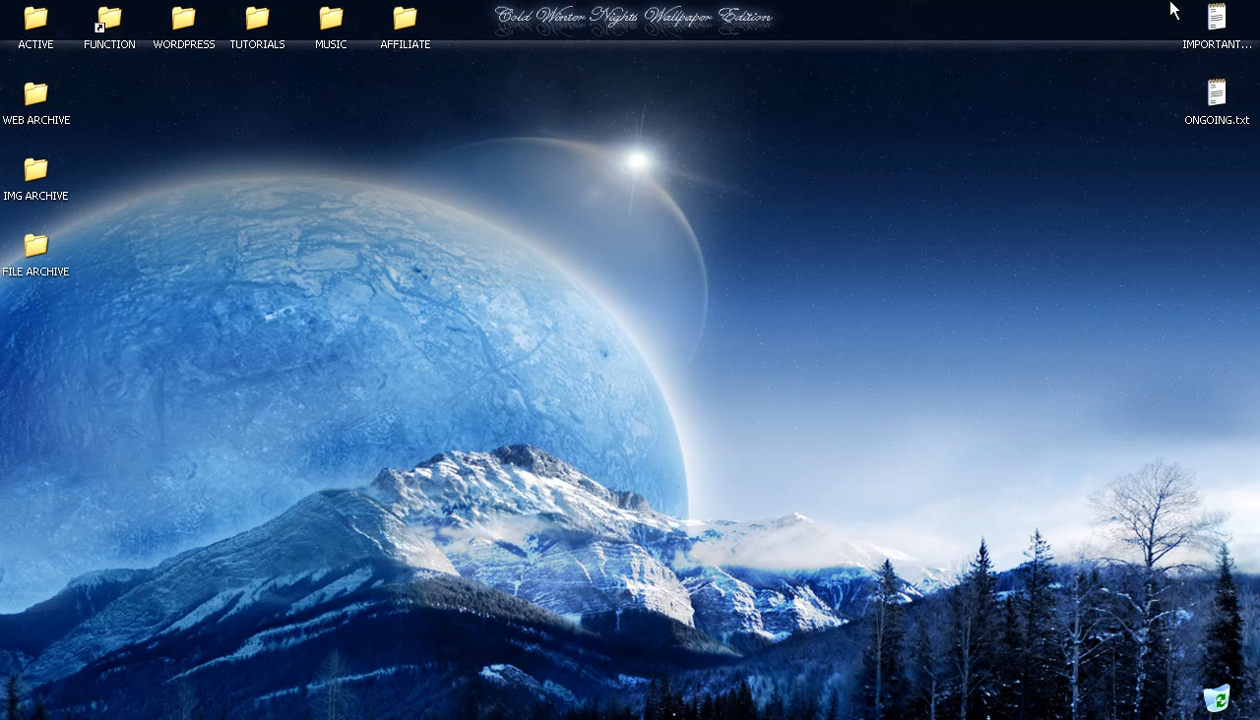 Cold Winter Nights Wallpaper Edition
ACTIVE
FUNCTION
WORDPRESS
TUTORIALS
MUSIC
AFFILIATE
IMPORTANT...
WEB ARCHIVE
ONGOING.txt
IMG ARCHIVE
FILE ARCHIVE